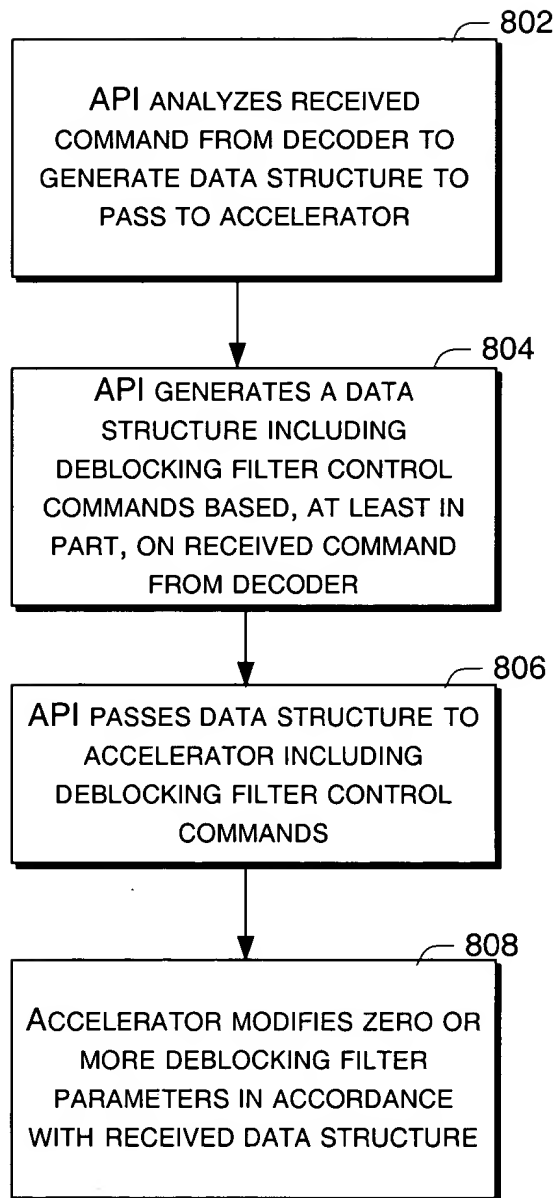 802
API ANALYZES RECEIVED
COMMAND FROM DECODER TO
GENERATE DATA STRUCTURE TO
PASS TO ACCELERATOR
804
API GENERATES A DATA
STRUCTURE INCLUDING
DEBLOCKING FILTER CONTROL
COMMANDS BASED, AT LEAST IN
PART, ON RECEIVED COMMAND
FROM DECODER
806
API PASSES DATA STRUCTURE TO
ACCELERATOR INCLUDING
DEBLOCKING FILTER CONTROL
COMMANDS
808
ACCELERATOR MODIFIES ZERO OR
MORE DEBLOCKING FILTER
PARAMETERS IN ACCORDANCE
WITH RECEIVED DATA STRUCTURE